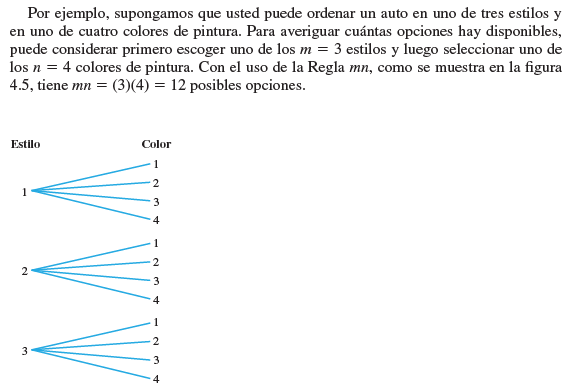 Por ejemplo, supongamos que usted puede ordenar un auto en uno de tres estilos y
en uno de cuatro colores de pintura. Para averiguar cuántas opciones hay disponibles,
puede considerar primero escoger uno de los m = 3 estilos y luego seleccionar uno de
los n = 4 colores de pintura. Con el uso de la Regla mn, como se muestra en la figura
4.5, tiene mn = (3)(4) = 12 posibles opciones.
Estilo Color
1
1
2
3
4
2
1
2
3
4
3
1
2
3
4